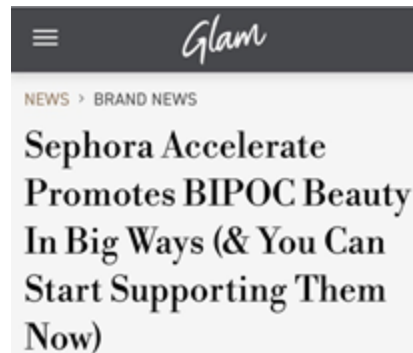 Glam
NEWS > BRAND NEWS
Sephora Accelerate
Promotes BIPOC Beauty
In Big Ways (& You Can
Start Supporting Them
Now)